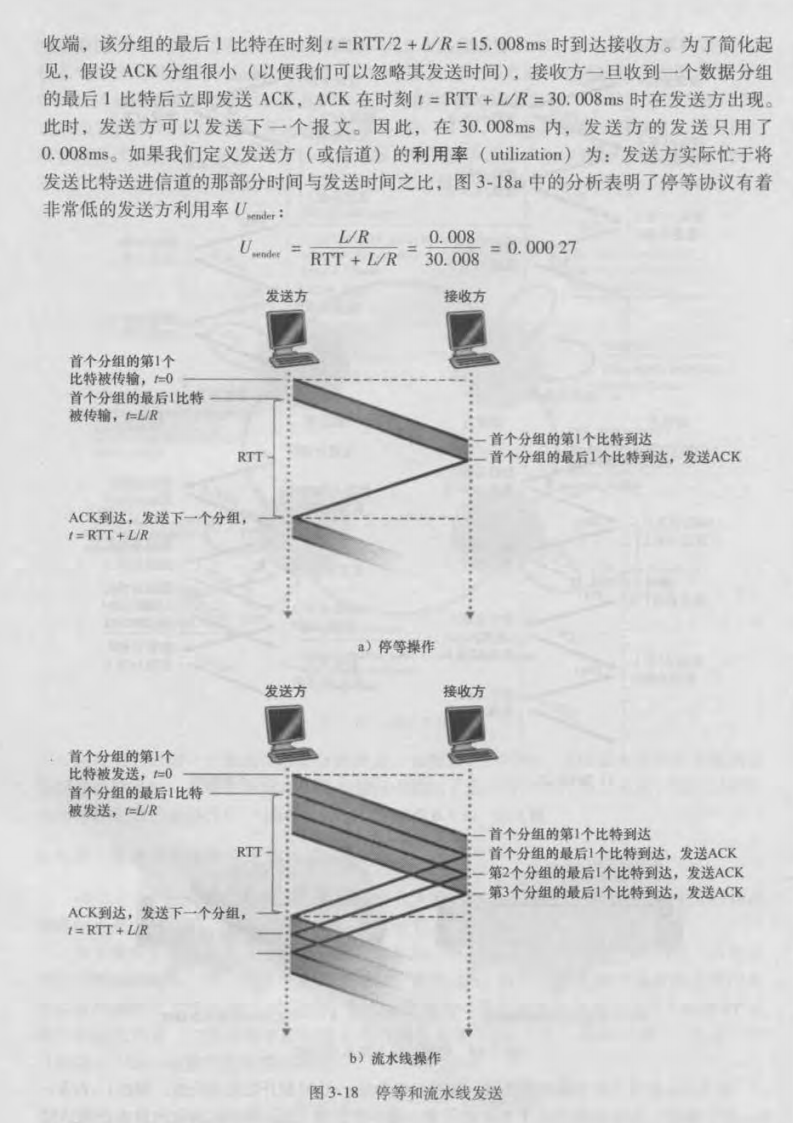 收端，该分组的最后 1 比特在时刻 t = RTT/2 + L/R = 15.008ms 时到达接收方。为了简化起
见，假设 ACK 分组很小（以便我们可以忽略其发送时间），接收方一旦收到一个数据分组
的最后 1 比特后立即发送 ACK，ACK 在时刻 t = RTT + L/R = 30.008ms 时在发送方出现。
此时，发送方可以发送下一个报文。因此，在 30.008ms 内，发送方的发送只用了
0.008ms。如果我们定义发送方（或信道）的利用率（utilization）为：发送方实际忙于将
发送比特送进信道的那部分时间与发送时间之比，图 3-18a 中的分析表明了停等协议有着
非常低的发送方利用率 U_sender：
U_sender = (L/R)/(RTT + L/R) = 0.008/30.008 = 0.000 27
发送方 接收方
首个分组的第1个
比特被传输，t=0
首个分组的最后1比特
被传输，t=L/R
首个分组的第1个比特到达
首个分组的最后1个比特到达，发送ACK
RTT
ACK到达，发送下一个分组，
t = RTT + L/R
a）停等操作
发送方 接收方
首个分组的第1个
比特被发送，t=0
首个分组的最后1比特
被发送，t=L/R
首个分组的第1个比特到达
首个分组的最后1个比特到达，发送ACK
第2个分组的最后1个比特到达，发送ACK
第3个分组的最后1个比特到达，发送ACK
RTT
ACK到达，发送下一个分组，
t = RTT + L/R
b）流水线操作
图 3-18 停等和流水线发送